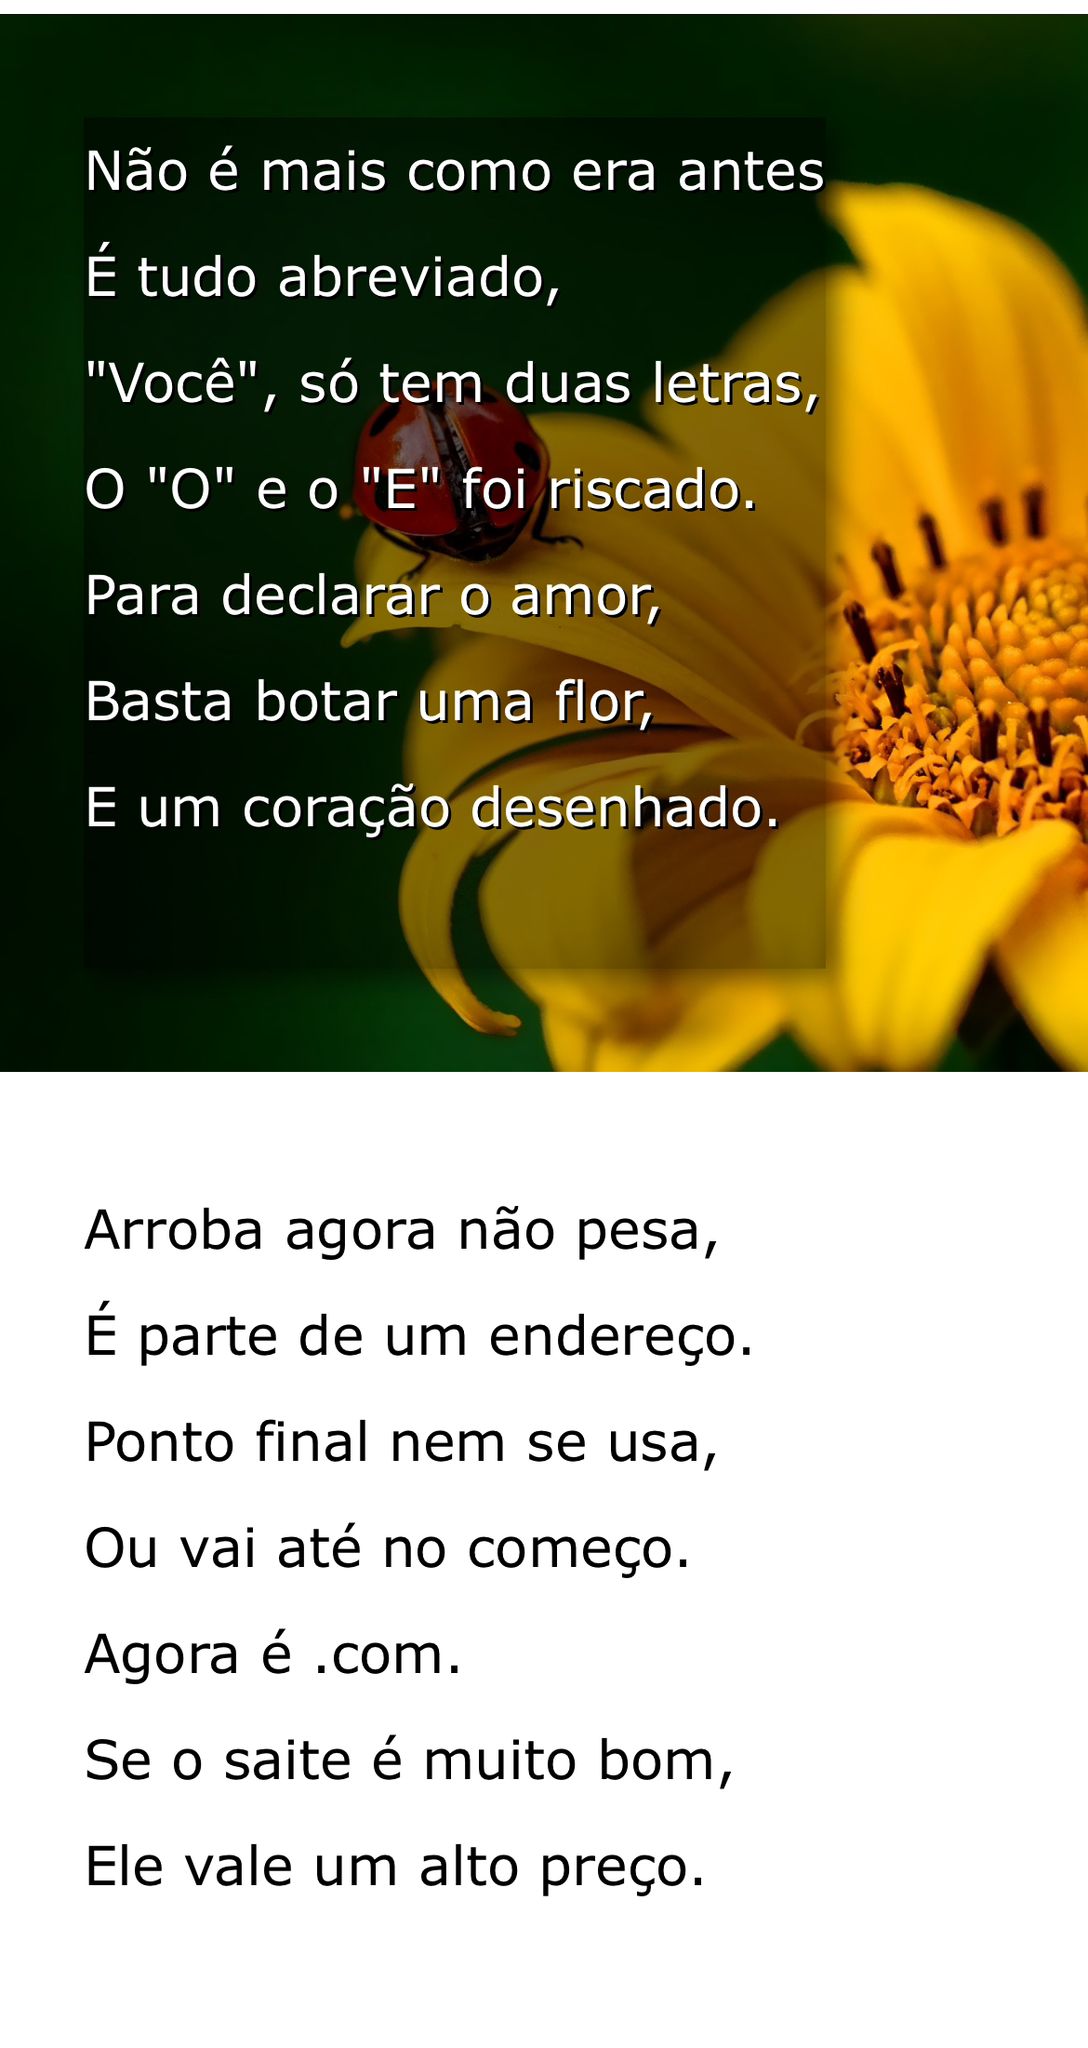 Não é mais como era antes
É tudo abreviado,
"Você", só tem duas letras,
O "O" e o "E" foi riscado.
Para declarar o amor,
Basta botar uma flor,
E um coração desenhado.
Arroba agora não pesa,
É parte de um endereço.
Ponto final nem se usa,
Ou vai até no começo.
Agora é .com.
Se o saite é muito bom,
Ele vale um alto preço.